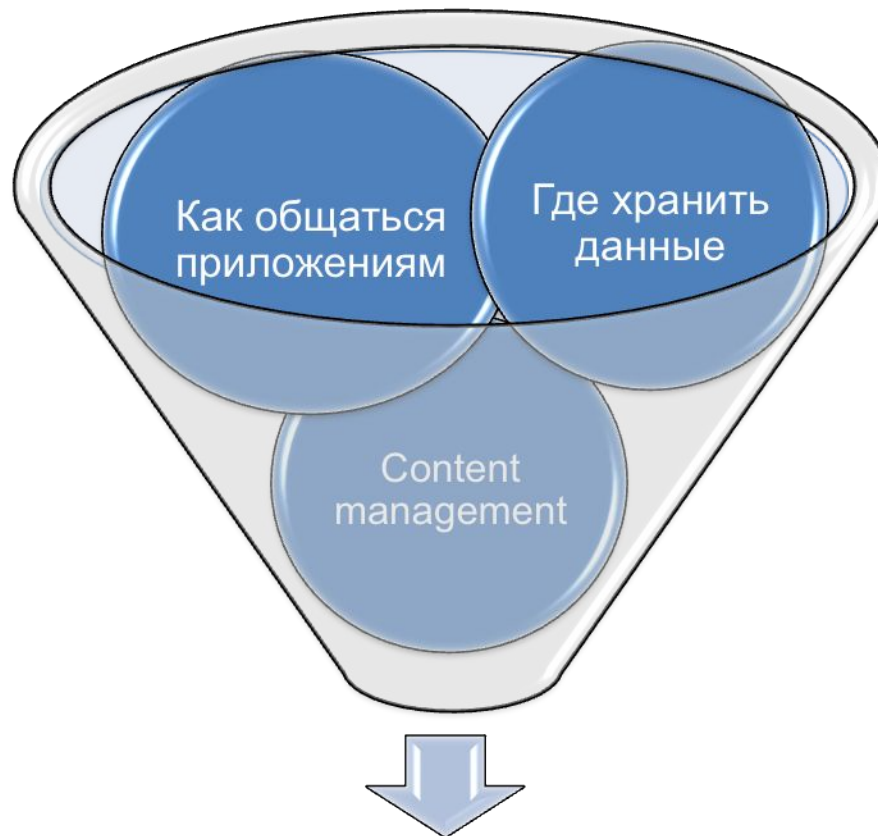 Как общаться
приложениям
Где хранить
данные
Content
management